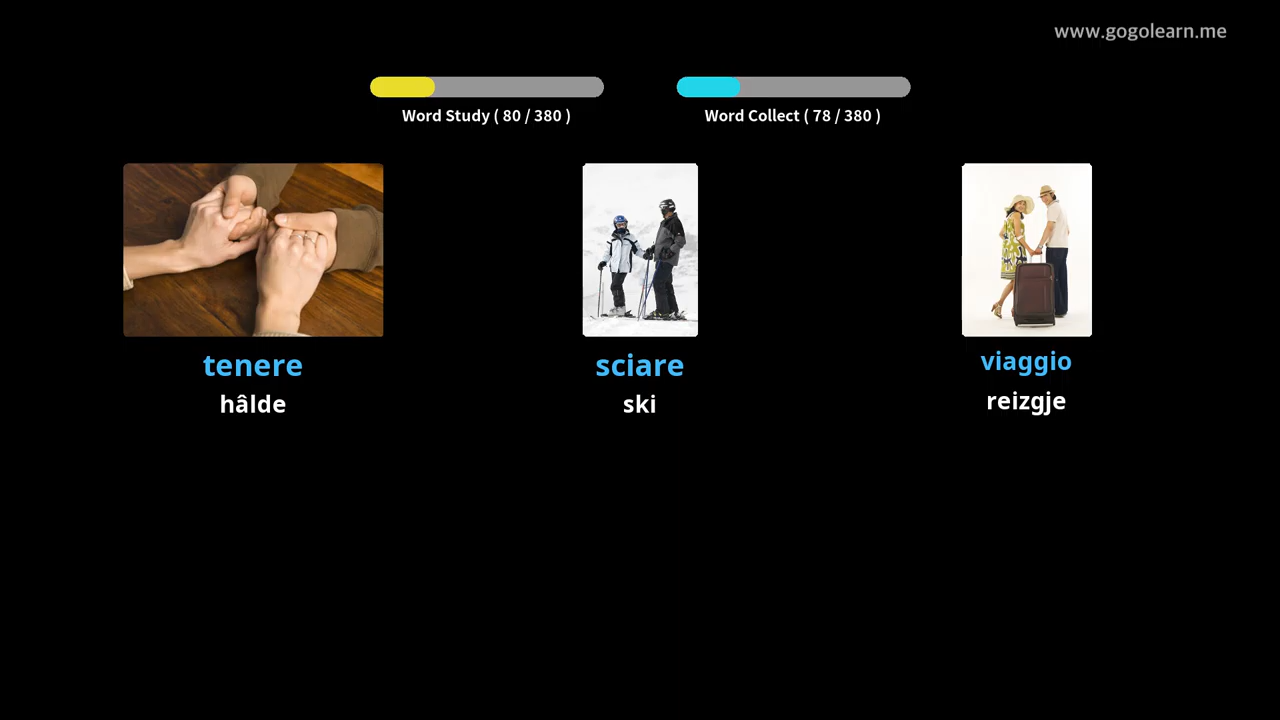 www.gogolearn.me
Word Study ( 80 / 380 )
Word Collect ( 78 / 380 )
tenere
hâlde
sciare
ski
viaggio
reizgje